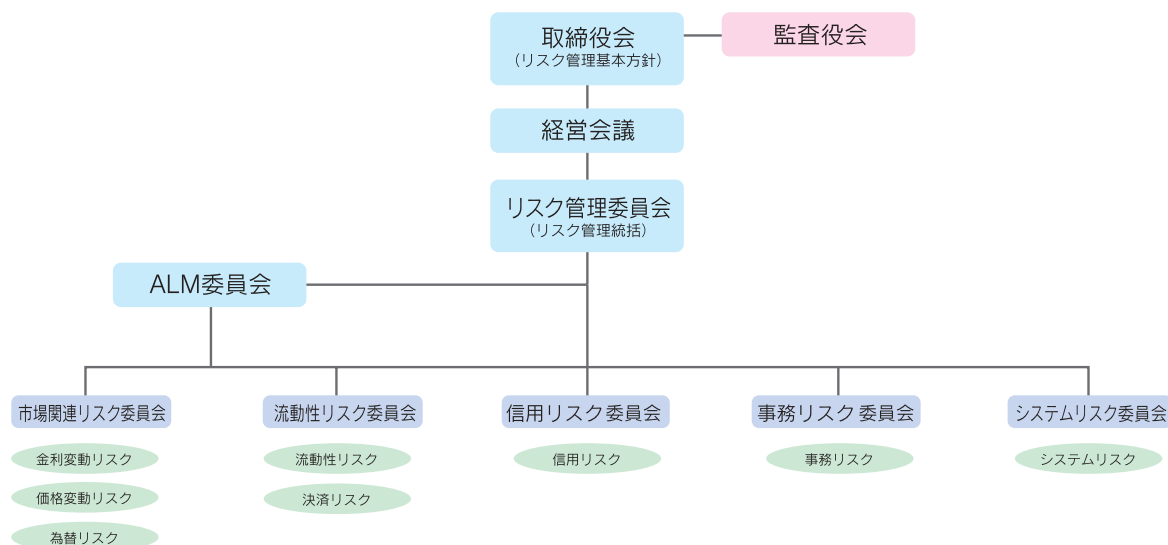 取締役会
（リスク管理基本方針）
監査役会
経営会議
リスク管理委員会
（リスク管理統括）
ALM委員会
市場関連リスク委員会
流動性リスク委員会
信用リスク委員会
事務リスク委員会
システムリスク委員会
金利変動リスク
流動性リスク
信用リスク
事務リスク
システムリスク
価格変動リスク
決済リスク
為替リスク